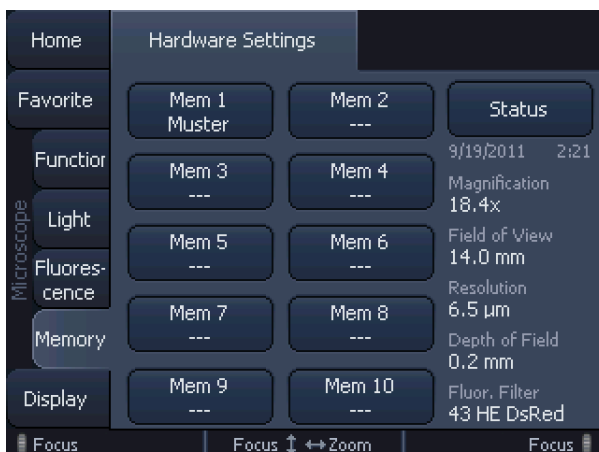 Home
Hardware Settings
Favorite
Function
Light
Fluores-
cence
Memory
Display
Microscope
Mem 1
Muster
Mem 2
---
Mem 3
---
Mem 4
---
Mem 5
---
Mem 6
---
Mem 7
---
Mem 8
---
Mem 9
---
Mem 10
---
Status
9/19/2011 2:21
Magnification
18.4x
Field of View
14.0 mm
Resolution
6.5 µm
Depth of Field
0.2 mm
Fluor. Filter
43 HE DsRed
Focus
Focus ↕ ↔ Zoom
Focus